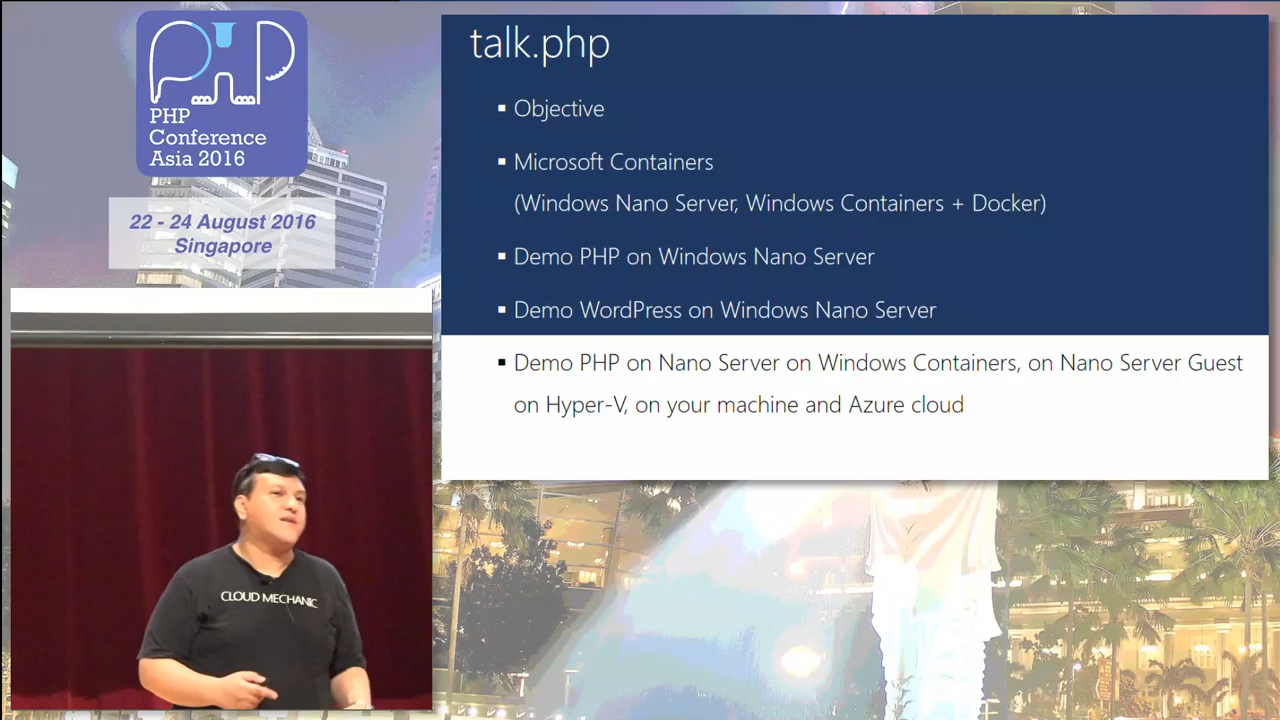 PHP
PHP
Conference
Asia 2016
22 - 24 August 2016
Singapore
talk.php
▪ Objective
▪ Microsoft Containers
(Windows Nano Server, Windows Containers + Docker)
▪ Demo PHP on Windows Nano Server
▪ Demo WordPress on Windows Nano Server
▪ Demo PHP on Nano Server on Windows Containers, on Nano Server Guest
on Hyper-V, on your machine and Azure cloud
CLOUD MECHANIC